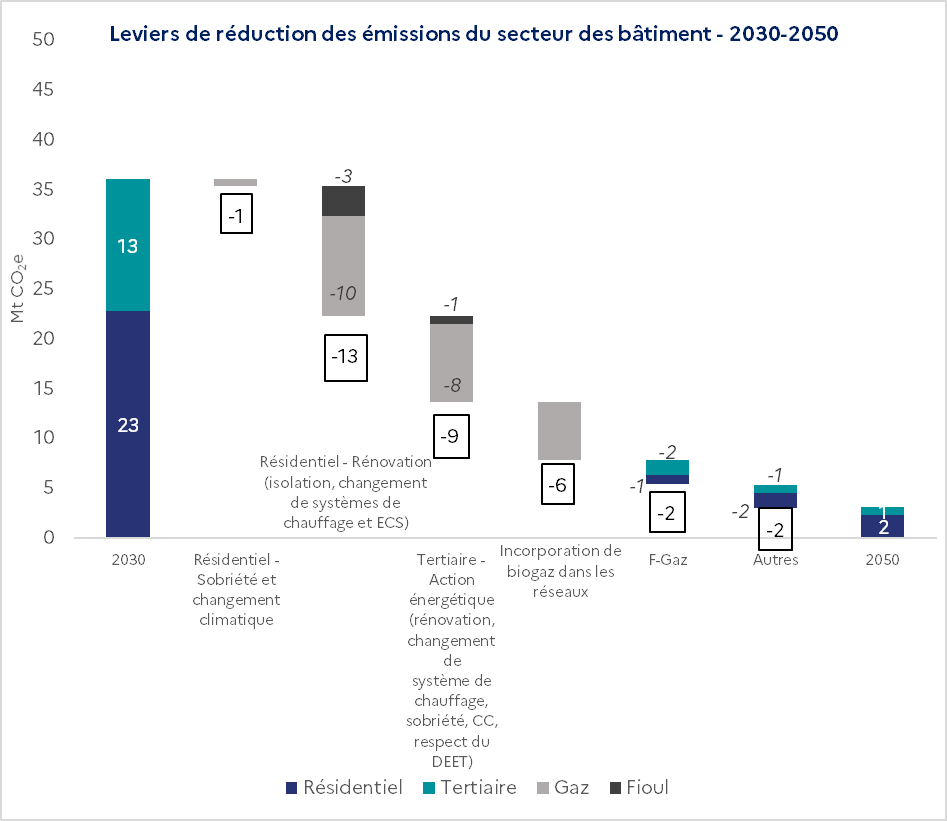 Leviers de réduction des émissions du secteur des bâtiment - 2030-2050
50
45
40
35
30
25
20
15
10
5
0
Mt CO₂e
13
23
-1
-3
-10
-13
-1
-8
-9
-6
-2
-1
-2
-1
-2
-2
1
2
2030
Résidentiel -
Sobriété et
changement
climatique
Résidentiel - Rénovation
(isolation, changement
de systèmes de
chauffage et ECS)
Tertiaire -
Action
énergétique
(rénovation,
changement
de
système de
chauffage,
sobriété, CC,
respect du
DEET)
Incorporation de
biogaz dans les
réseaux
F-Gaz
Autres
2050
Résidentiel
Tertiaire
Gaz
Fioul